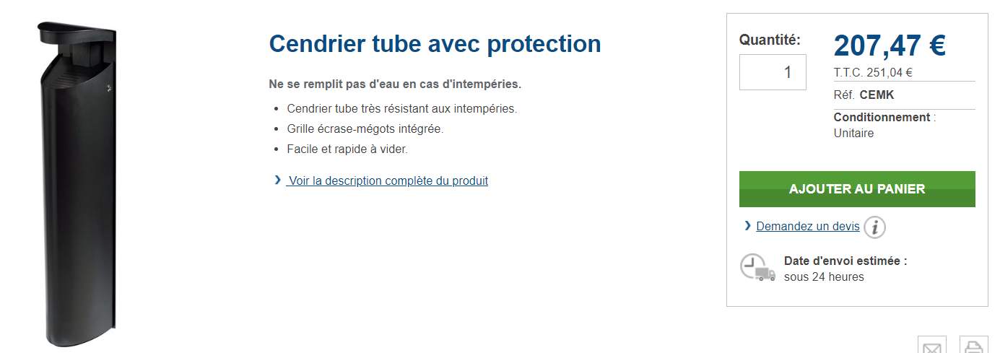 Cendrier tube avec protection
Ne se remplit pas d'eau en cas d'intempéries.
Cendrier tube très résistant aux intempéries.
Grille écrase-mégots intégrée.
Facile et rapide à vider.
Voir la description complète du produit
Quantité:
1
207,47 €
T.T.C. 251,04 €
Réf. CEMK
Conditionnement :
Unitaire
AJOUTER AU PANIER
Demandez un devis
i
Date d'envoi estimée :
sous 24 heures